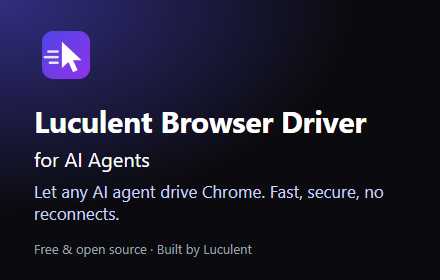 Luculent Browser Driver
for AI Agents
Let any AI agent drive Chrome. Fast, secure, no
reconnects.
Free & open source · Built by Luculent